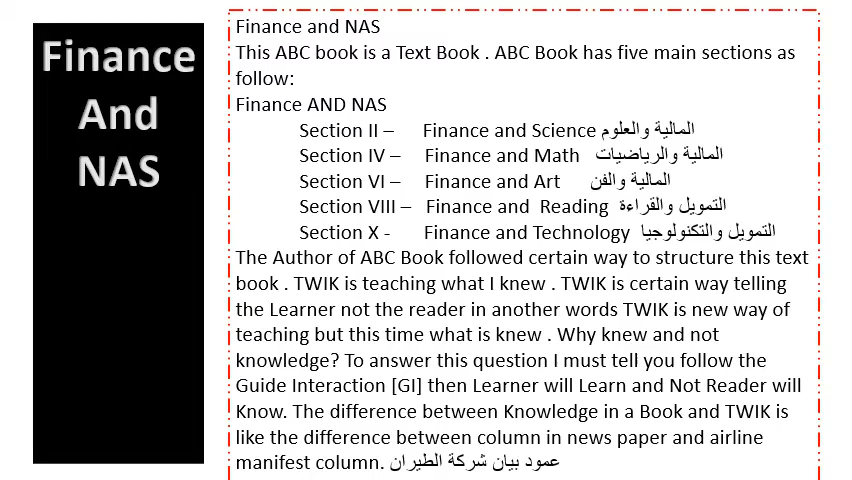 Finance
And
NAS
Finance and NAS
This ABC book is a Text Book . ABC Book has five main sections as
follow:
Finance AND NAS
Section II – Finance and Science المالية والعلوم
Section IV – Finance and Math المالية والرياضيات
Section VI – Finance and Art المالية والفن
Section VIII – Finance and Reading التمويل والقراءة
Section X - Finance and Technology التمويل والتكنولوجيا
The Author of ABC Book followed certain way to structure this text
book . TWIK is teaching what I knew . TWIK is certain way telling
the Learner not the reader in another words TWIK is new way of
teaching but this time what is knew . Why knew and not
knowledge? To answer this question I must tell you follow the
Guide Interaction [GI] then Learner will Learn and Not Reader will
Know. The difference between Knowledge in a Book and TWIK is
like the difference between column in news paper and airline
manifest column. عمود بيان شركة الطيران